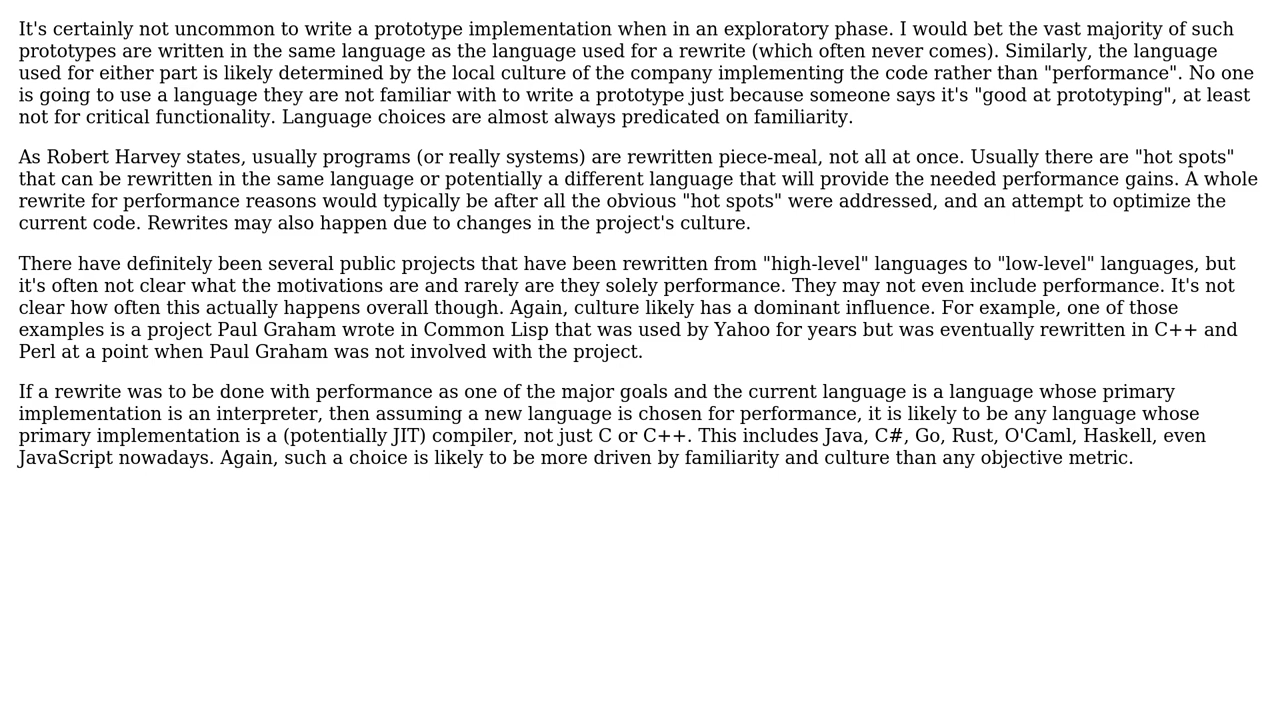 It's certainly not uncommon to write a prototype implementation when in an exploratory phase. I would bet the vast majority of such
prototypes are written in the same language as the language used for a rewrite (which often never comes). Similarly, the language
used for either part is likely determined by the local culture of the company implementing the code rather than "performance". No one
is going to use a language they are not familiar with to write a prototype just because someone says it's "good at prototyping", at least
not for critical functionality. Language choices are almost always predicated on familiarity.
As Robert Harvey states, usually programs (or really systems) are rewritten piece-meal, not all at once. Usually there are "hot spots"
that can be rewritten in the same language or potentially a different language that will provide the needed performance gains. A whole
rewrite for performance reasons would typically be after all the obvious "hot spots" were addressed, and an attempt to optimize the
current code. Rewrites may also happen due to changes in the project's culture.
There have definitely been several public projects that have been rewritten from "high-level" languages to "low-level" languages, but
it's often not clear what the motivations are and rarely are they solely performance. They may not even include performance. It's not
clear how often this actually happens overall though. Again, culture likely has a dominant influence. For example, one of those
examples is a project Paul Graham wrote in Common Lisp that was used by Yahoo for years but was eventually rewritten in C++ and
Perl at a point when Paul Graham was not involved with the project.
If a rewrite was to be done with performance as one of the major goals and the current language is a language whose primary
implementation is an interpreter, then assuming a new language is chosen for performance, it is likely to be any language whose
primary implementation is a (potentially JIT) compiler, not just C or C++. This includes Java, C#, Go, Rust, O'Caml, Haskell, even
JavaScript nowadays. Again, such a choice is likely to be more driven by familiarity and culture than any objective metric.